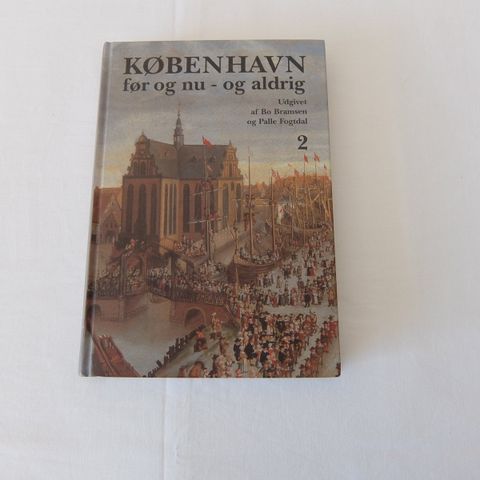 KØBENHAVN
før og nu - og aldrig
Udgivet
af Bo Bramsen
og Palle Fogtdal
2